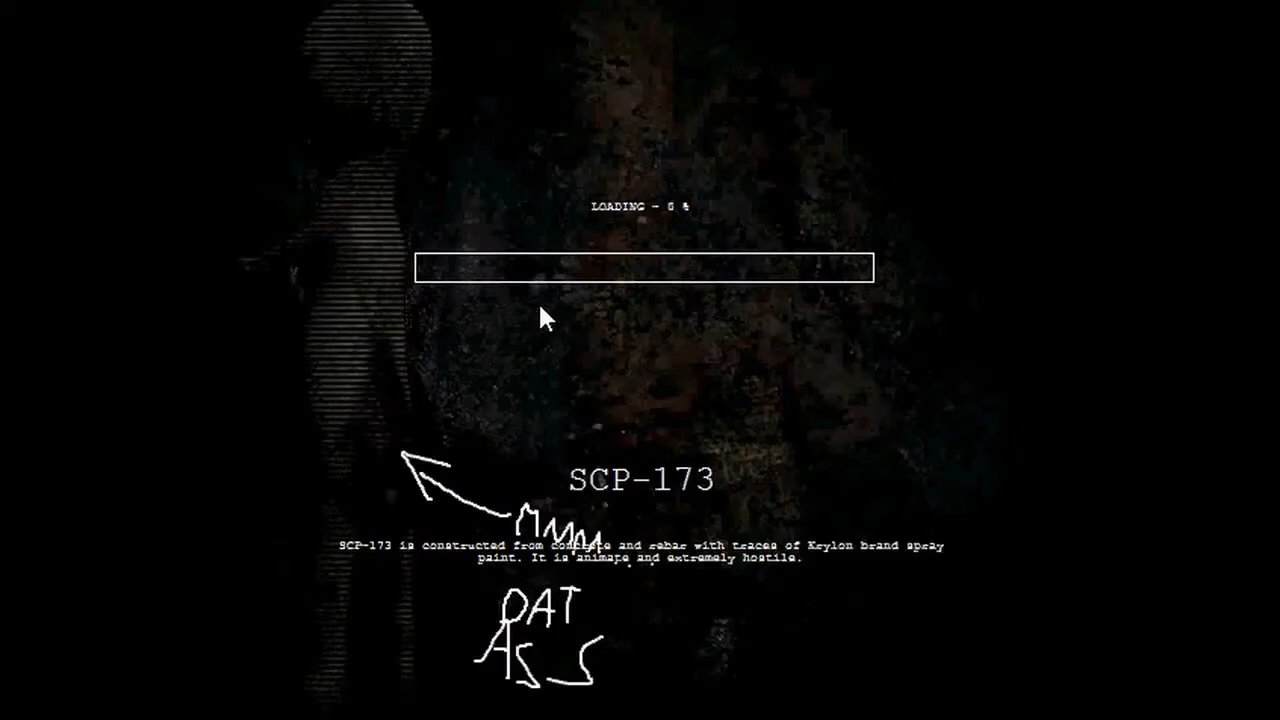 LOADING - 0 %
SCP-173
MMM
SCP-173 is constructed from concrete and rebar with traces of Krylon brand spray
paint. It is animate and extremely hostile.
DAT
ASS